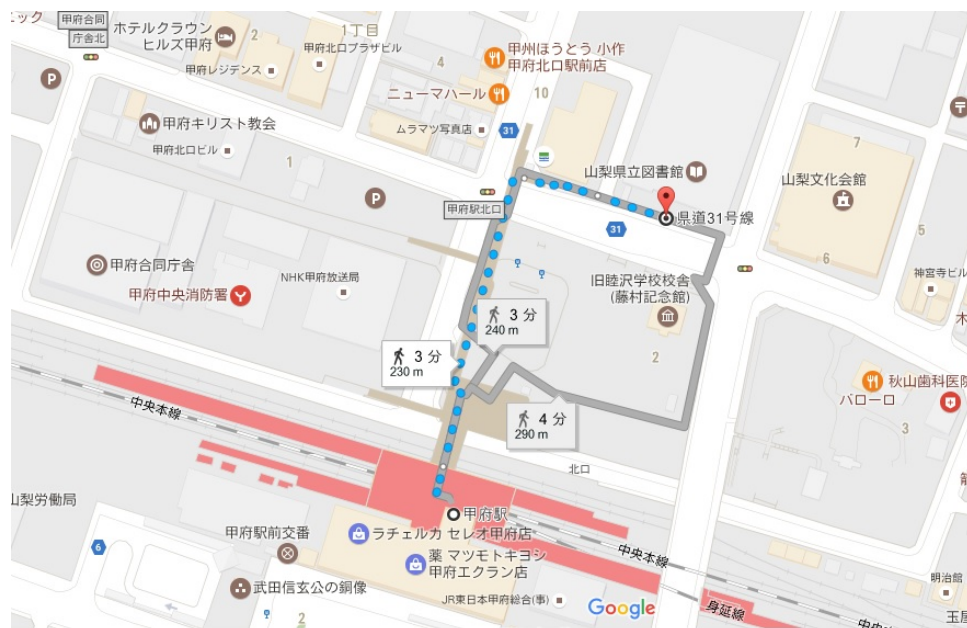 ニック
甲府合同
庁舎北
1丁目
ホテルクラウン
ヒルズ甲府
2
甲府北口プラザビル
甲州ほうとう 小作
甲府北口駅前店
4
甲府レジデンス
P
ニューマハール
10
甲府キリスト教会
ムラマツ写真店
31
7
甲府北口ビル
1
山梨県立図書館
山梨文化会館
P
甲府駅北口
県道31号線
31
5
6
甲府合同庁舎
NHK甲府放送局
旧睦沢学校校舎
(藤村記念館)
神宮寺ビル
甲府中央消防署
3 分
240 m
木
3 分
230 m
2
秋山歯科医院
バローロ
4 分
290 m
3
中央本線
北口
山梨労働局
甲府駅
甲府駅前交番
ラチェルカ セレオ甲府店
6
薬 マツモトキヨシ
甲府エクラン店
中央本線
武田信玄公の銅像
明治館
JR東日本甲府総合(事)
Google
身延線
2
中央本線
玉屋